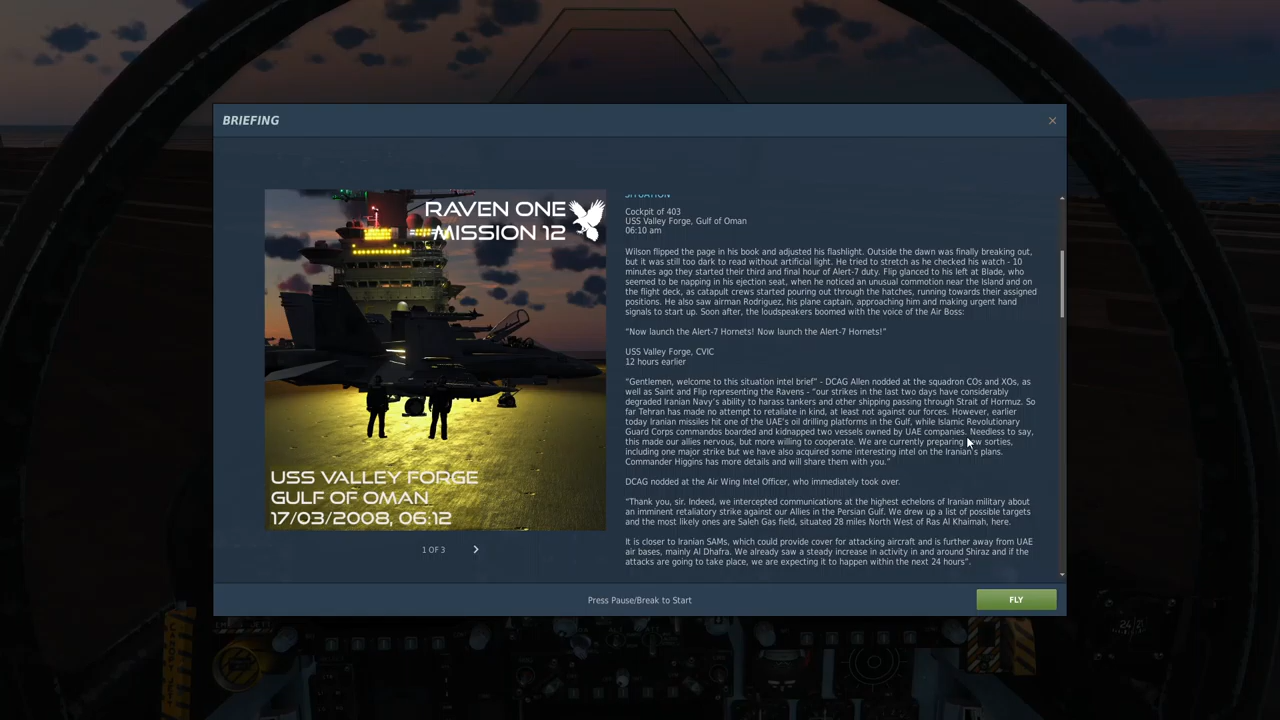 BRIEFING
RAVEN ONE
MISSION 12
USS VALLEY FORGE
GULF OF OMAN
17/03/2008, 06:12
1 OF 3
SITUATION
Cockpit of 403
USS Valley Forge, Gulf of Oman
06:10 am
Wilson flipped the page in his book and adjusted his flashlight. Outside the dawn was finally breaking out,
but it was still too dark to read without artificial light. He tried to stretch as he checked his watch - 10
minutes ago they started their third and final hour of Alert-7 duty. Flip glanced to his left at Blade, who
seemed to be napping in his ejection seat, when he noticed an unusual commotion near the Island and on
the flight deck, as catapult crews started pouring out through the hatches, running towards their assigned
positions. He also saw airman Rodriguez, his plane captain, approaching him and making urgent hand
signals to start up. Soon after, the loudspeakers boomed with the voice of the Air Boss:
"Now launch the Alert-7 Hornets! Now launch the Alert-7 Hornets!"
USS Valley Forge, CVIC
12 hours earlier
"Gentlemen, welcome to this situation intel brief" - DCAG Allen nodded at the squadron COs and XOs, as
well as Saint and Flip representing the Ravens - "our strikes in the last two days have considerably
degraded Iranian Navy's ability to harass tankers and other shipping passing through Strait of Hormuz. So
far Tehran has made no attempt to retaliate in kind, at least not against our forces. However, earlier
today Iranian missiles hit one of the UAE's oil drilling platforms in the Gulf, while Islamic Revolutionary
Guard Corps commandos boarded and kidnapped two vessels owned by UAE companies. Needless to say,
this made our allies nervous, but more willing to cooperate. We are currently preparing sorties,
including one major strike but we have also acquired some interesting intel on the Iranian's plans.
Commander Higgins has more details and will share them with you."
DCAG nodded at the Air Wing Intel Officer, who immediately took over.
"Thank you, sir. Indeed, we intercepted communications at the highest echelons of Iranian military about
an imminent retaliatory strike against our Allies in the Persian Gulf. We drew up a list of possible targets
and the most likely ones are Saleh Gas field, situated 28 miles North West of Ras Al Khaimah, here.
It is closer to Iranian SAMs, which could provide cover for attacking aircraft and is further away from UAE
air bases, mainly Al Dhafra. We already saw a steady increase in activity in and around Shiraz and if the
attacks are going to take place, we are expecting it to happen within the next 24 hours".
Press Pause/Break to Start
FLY